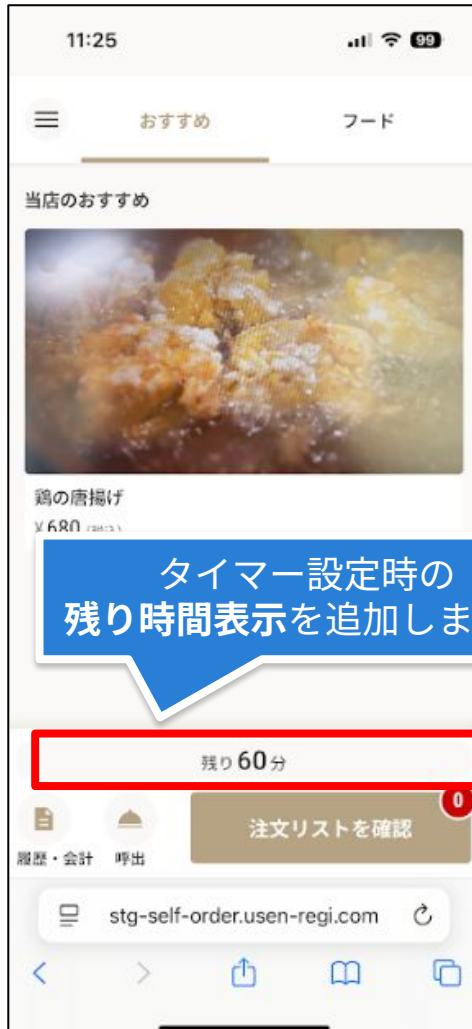 11:25
99
おすすめ フード
当店のおすすめ
鶏の唐揚げ
¥680 (税込)
タイマー設定時の
残り時間表示を追加しま
残り60分
0
注文リストを確認
履歴・会計 呼出
stg-self-order.usen-regi.com